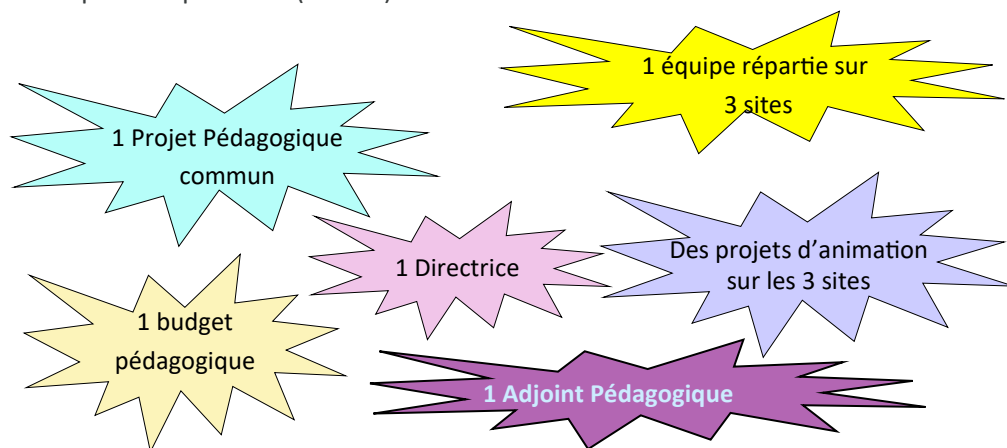 1 équipe répartie sur
3 sites
1 Projet Pédagogique
commun
1 Directrice
Des projets d’animation
sur les 3 sites
1 budget
pédagogique
1 Adjoint Pédagogique